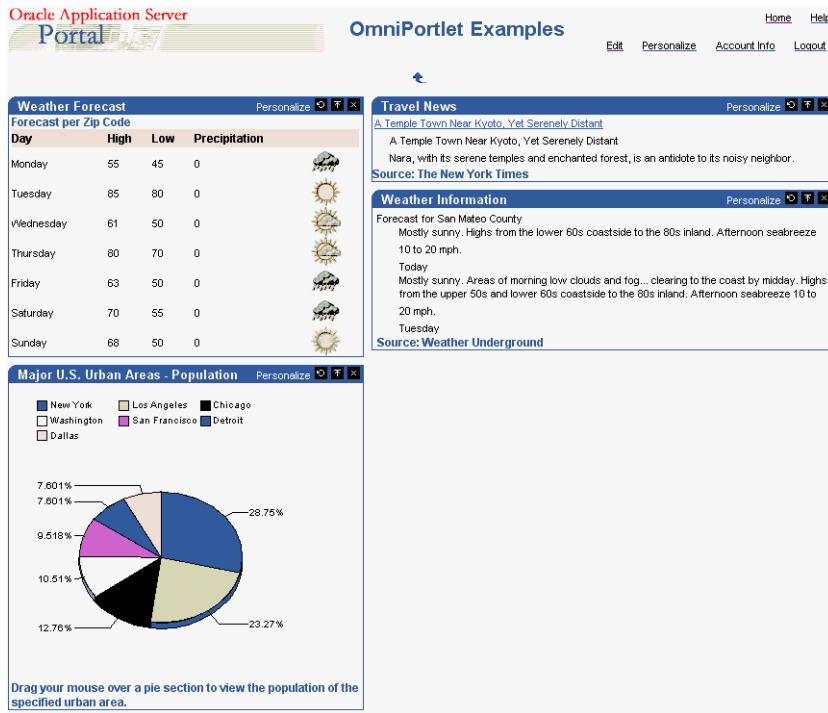 Oracle Application Server
Portal
OmniPortlet Examples
Home Help
Edit Personalize Account Info Logout
Weather Forecast Personalize
Forecast per Zip Code
Day High Low Precipitation
Monday 55 45 0
Tuesday 85 80 0
Wednesday 61 50 0
Thursday 80 70 0
Friday 63 50 0
Saturday 70 55 0
Sunday 68 50 0
Travel News Personalize
A Temple Town Near Kyoto, Yet Serenely Distant
A Temple Town Near Kyoto, Yet Serenely Distant
Nara, with its serene temples and enchanted forest, is an antidote to its noisy neighbor.
Source: The New York Times
Weather Information Personalize
Forecast for San Mateo County
Mostly sunny. Highs from the lower 60s coastside to the 80s inland. Afternoon seabreeze
10 to 20 mph.
Today
Mostly sunny. Areas of morning low clouds and fog... clearing to the coast by midday. Highs
from the upper 50s and lower 60s coastside to the 80s inland. Afternoon seabreeze 10 to
20 mph.
Tuesday
Source: Weather Underground
Major U.S. Urban Areas - Population Personalize
New York Los Angeles Chicago
Washington San Francisco Detroit
Dallas
7.601%
7.601%
28.75%
9.518%
10.51%
12.76%
23.27%
Drag your mouse over a pie section to view the population of the
specified urban area.